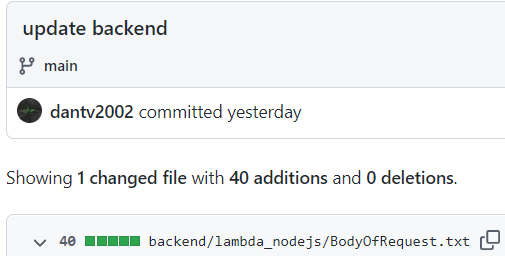 update backend
main
dantv2002 committed yesterday
Showing 1 changed file with 40 additions and 0 deletions.
40 backend/lambda_nodejs/BodyOfRequest.txt